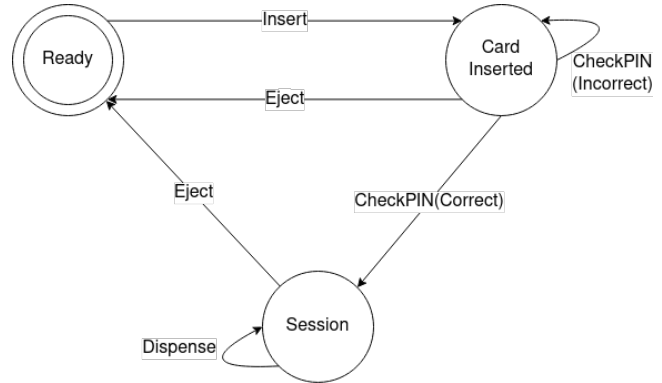 Insert
Ready
Card
Inserted
CheckPIN
(Incorrect)
Eject
Eject
CheckPIN(Correct)
Session
Dispense